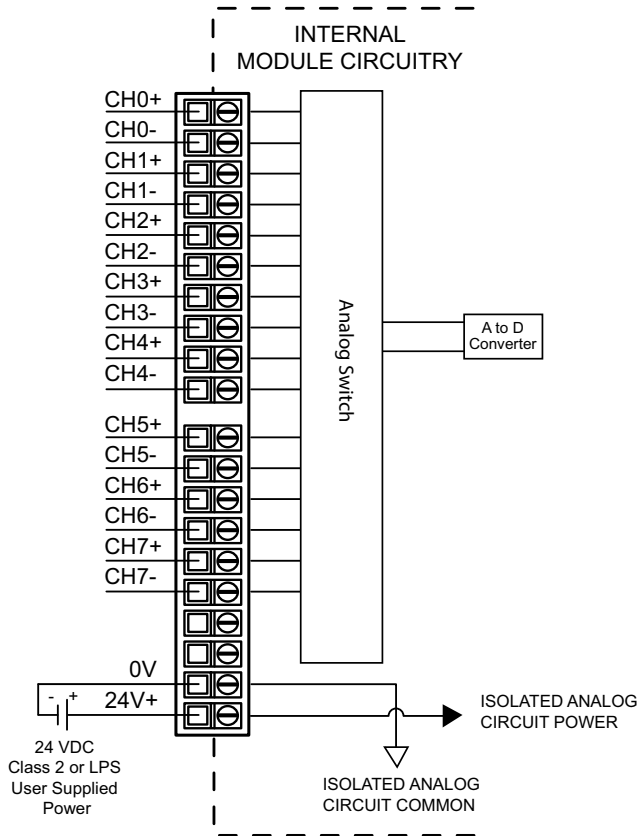 INTERNAL
MODULE CIRCUITRY
CH0+
CH0-
CH1+
CH1-
CH2+
CH2-
CH3+
CH3-
CH4+
CH4-
CH5+
CH5-
CH6+
CH6-
CH7+
CH7-
Analog Switch
A to D
Converter
0V
- +
24V+
24 VDC
Class 2 or LPS
User Supplied
Power
ISOLATED ANALOG
CIRCUIT POWER
ISOLATED ANALOG
CIRCUIT COMMON